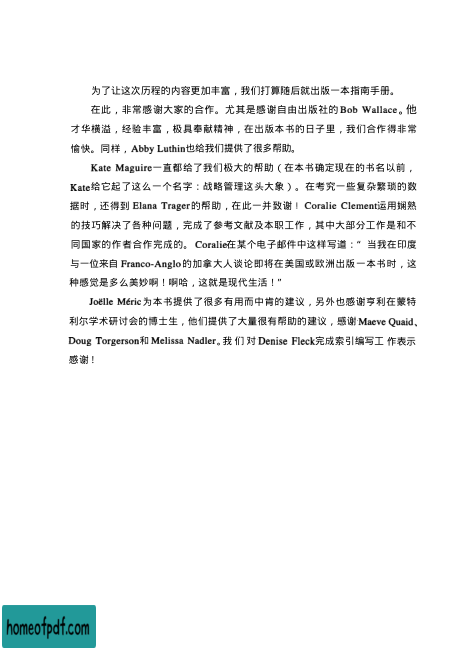 为了让这次历程的内容更加丰富，我们打算随后就出版一本指南手册。
在此，非常感谢大家的合作。尤其是感谢自由出版社的Bob Wallace。他
才华横溢，经验丰富，极具奉献精神，在出版本书的日子里，我们合作得非常
愉快。同样，Abby Luthin也给我们提供了很多帮助。
Kate Maguire一直都给了我们极大的帮助（在本书确定现在的书名以前，
Kate给它起了这么一个名字：战略管理这头大象）。在考究一些复杂繁琐的数
据时，还得到Elana Trager的帮助，在此一并致谢！Coralie Clement运用娴熟
的技巧解决了各种问题，完成了参考文献及本职工作，其中大部分工作是和不
同国家的作者合作完成的。Coralie在某个电子邮件中这样写道：“当我在印度
与一位来自Franco-Anglo的加拿大人谈论即将在美国或欧洲出版一本书时，这
种感觉是多么美妙啊！啊哈，这就是现代生活！”
Joëlle Méric为本书提供了很多有用而中肯的建议，另外也感谢亨利在蒙特
利尔学术研讨会的博士生，他们提供了大量很有帮助的建议，感谢Maeve Quaid、
Doug Torgerson和Melissa Nadler。我们对Denise Fleck完成索引编写工作表示
感谢！
homeofpdf.com